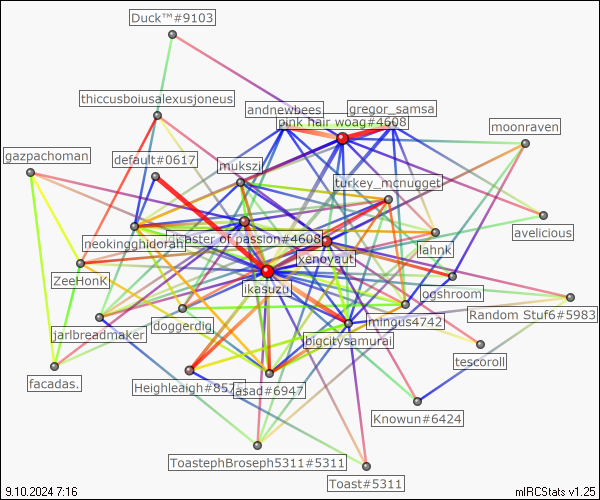 Duck™#9103
thiccusboiusalexusjoneus
andnewbees
gregor_samsa
pink hair woag#4608
moonraven
gazpachoman
default#0617
mukszi
turkey_mcnugget
avelicious
neokingghidorah
aster of passion#4608
lahnk
xenoyaut
ZeeHonK
ikasuzu
ogshroom
Random Stuf6#5983
jarlbreadmaker
doggerdig
mingus4742
bigcitysamurai
tescoroll
facadas.
Heighleagh#857
asad#6947
Knowun#6424
ToastephBroseph5311#5311
Toast#5311
9.10.2024 7:16
mIRCStats v1.25